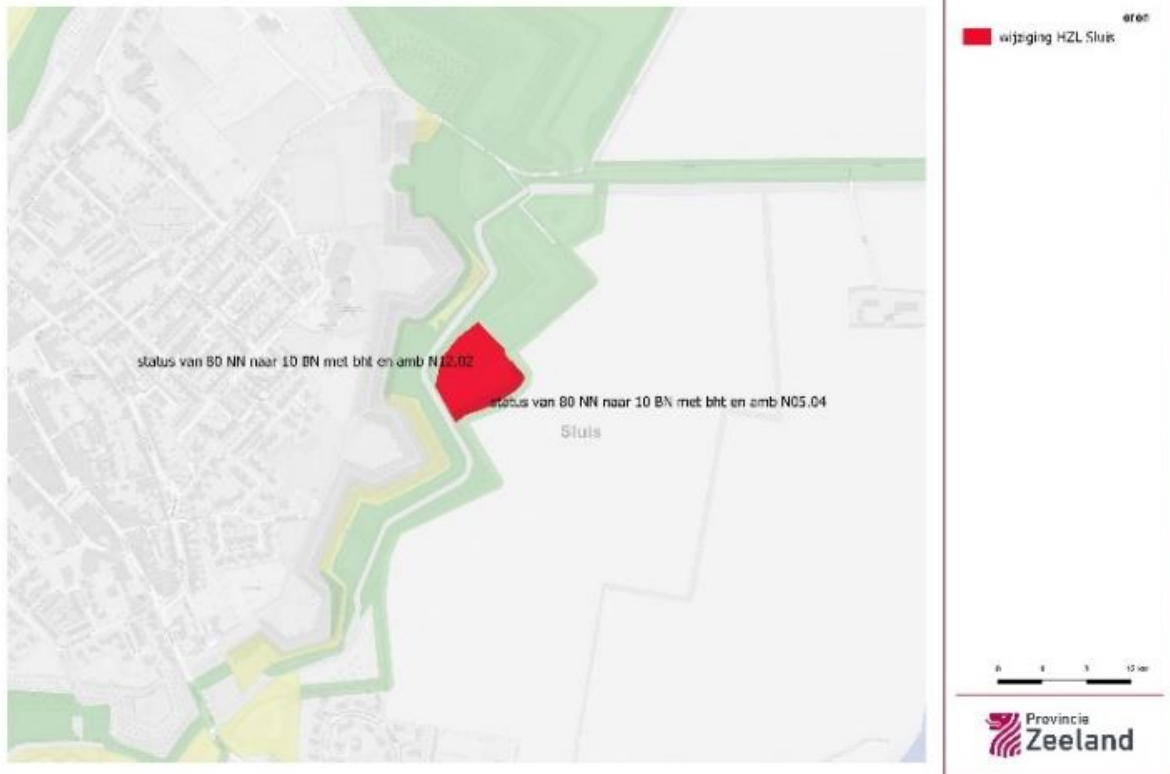 wijziging HZL Sluis
status van 80 NN naar 10 BN met bht en amb N12.02
status van 80 NN naar 10 BN met bht en amb N05.04
Sluis
0
Provincie
Zeeland